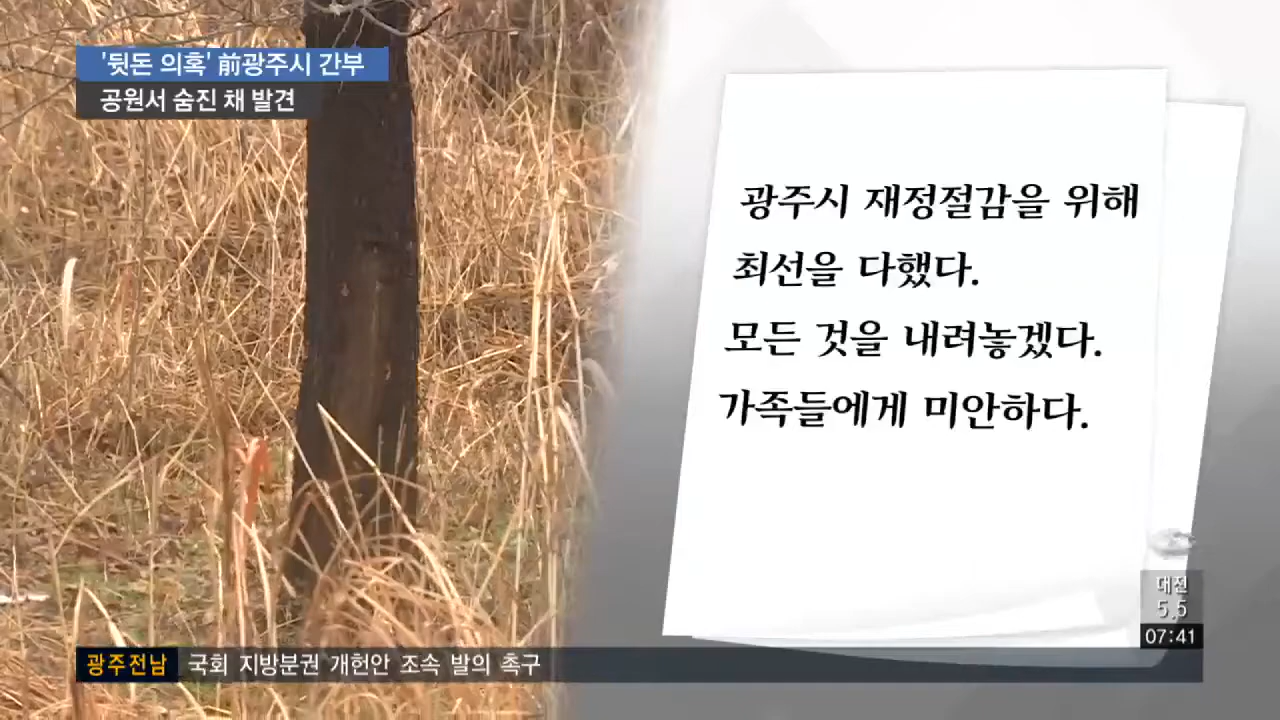 '뒷돈 의혹' 前광주시 간부
공원서 숨진 채 발견
광주시 재정절감을 위해
최선을 다했다.
모든 것을 내려놓겠다.
가족들에게 미안하다.
대전
5.5
07:41
광주전남 국회 지방분권 개헌안 조속 발의 촉구